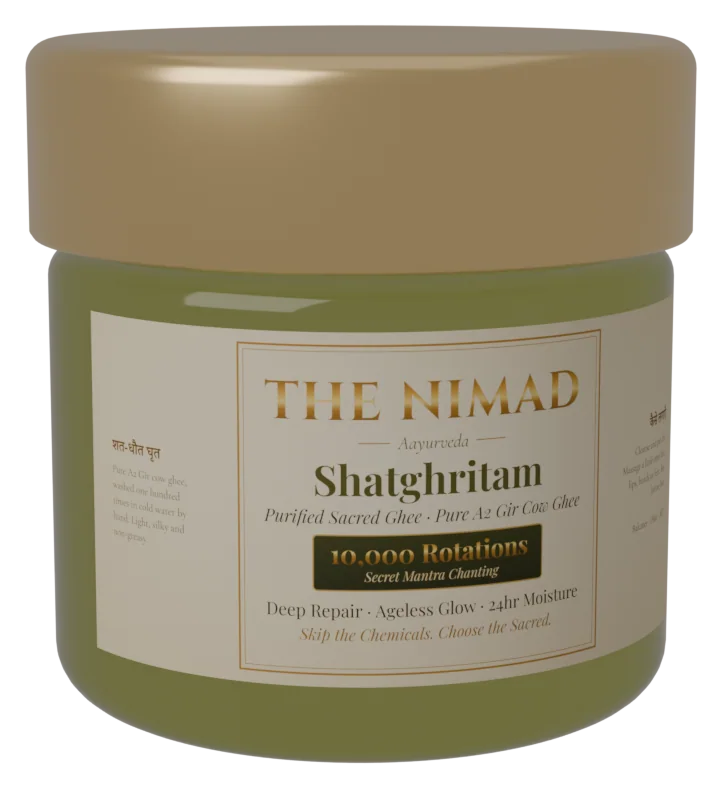 शत-धौत घृत
Pure A2 Gir cow ghee,
washed one hundred
times in cold water by
hand. Light, silky and
non-greasy.
THE NIMAD
Aayurveda
Shatghritam
Purified Sacred Ghee · Pure A2 Gir Cow Ghee
10,000 Rotations
Secret Mantra Chanting
Deep Repair · Ageless Glow · 24hr Moisture
Skip the Chemicals. Choose the Sacred.
कैसे लगाएँ